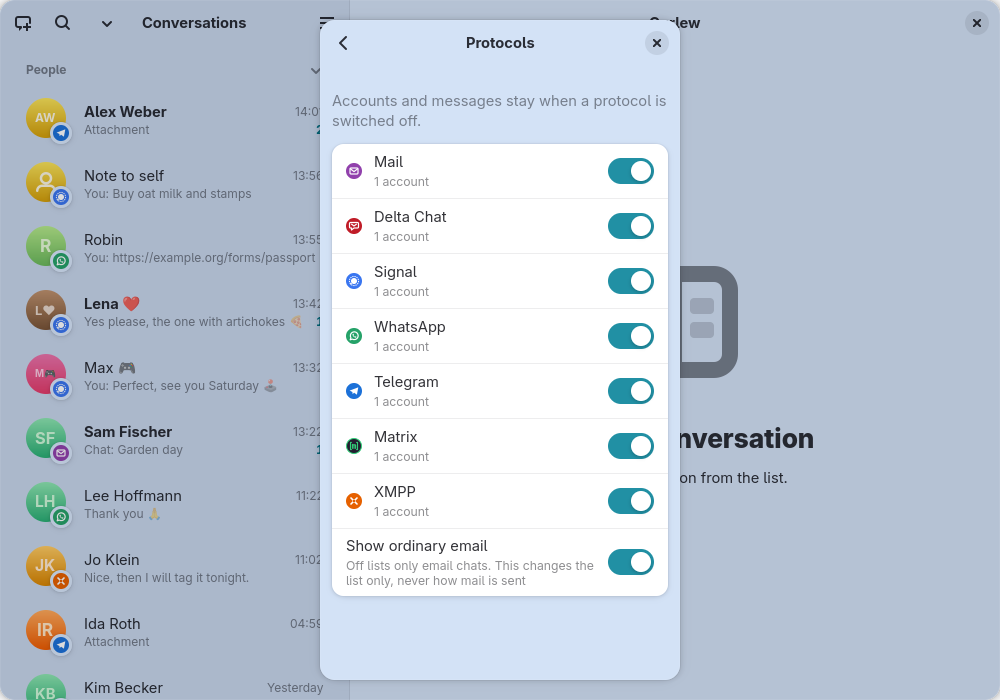 Conversations
People
AW
Alex Weber
Attachment
Note to self
13:56
You: Buy oat milk and stamps
R
Robin
13:55
You: https://example.org/forms/passport
L
Lena ❤️
13:42
Yes please, the one with artichokes 🍕
M
Max 🎮
13:32
You: Perfect, see you Saturday 🕹️
SF
Sam Fischer
13:22
Chat: Garden day
LH
Lee Hoffmann
11:22
Thank you 🙏
JK
Jo Klein
11:02
Nice, then I will tag it tonight.
IR
Ida Roth
04:59
Attachment
KB
Kim Becker
Yesterday
Protocols
Accounts and messages stay when a protocol is
switched off.
Mail
1 account
Delta Chat
1 account
Signal
1 account
WhatsApp
1 account
Telegram
1 account
Matrix
1 account
XMPP
1 account
Show ordinary email
Off lists only email chats. This changes the
list only, never how mail is sent
on from the list.